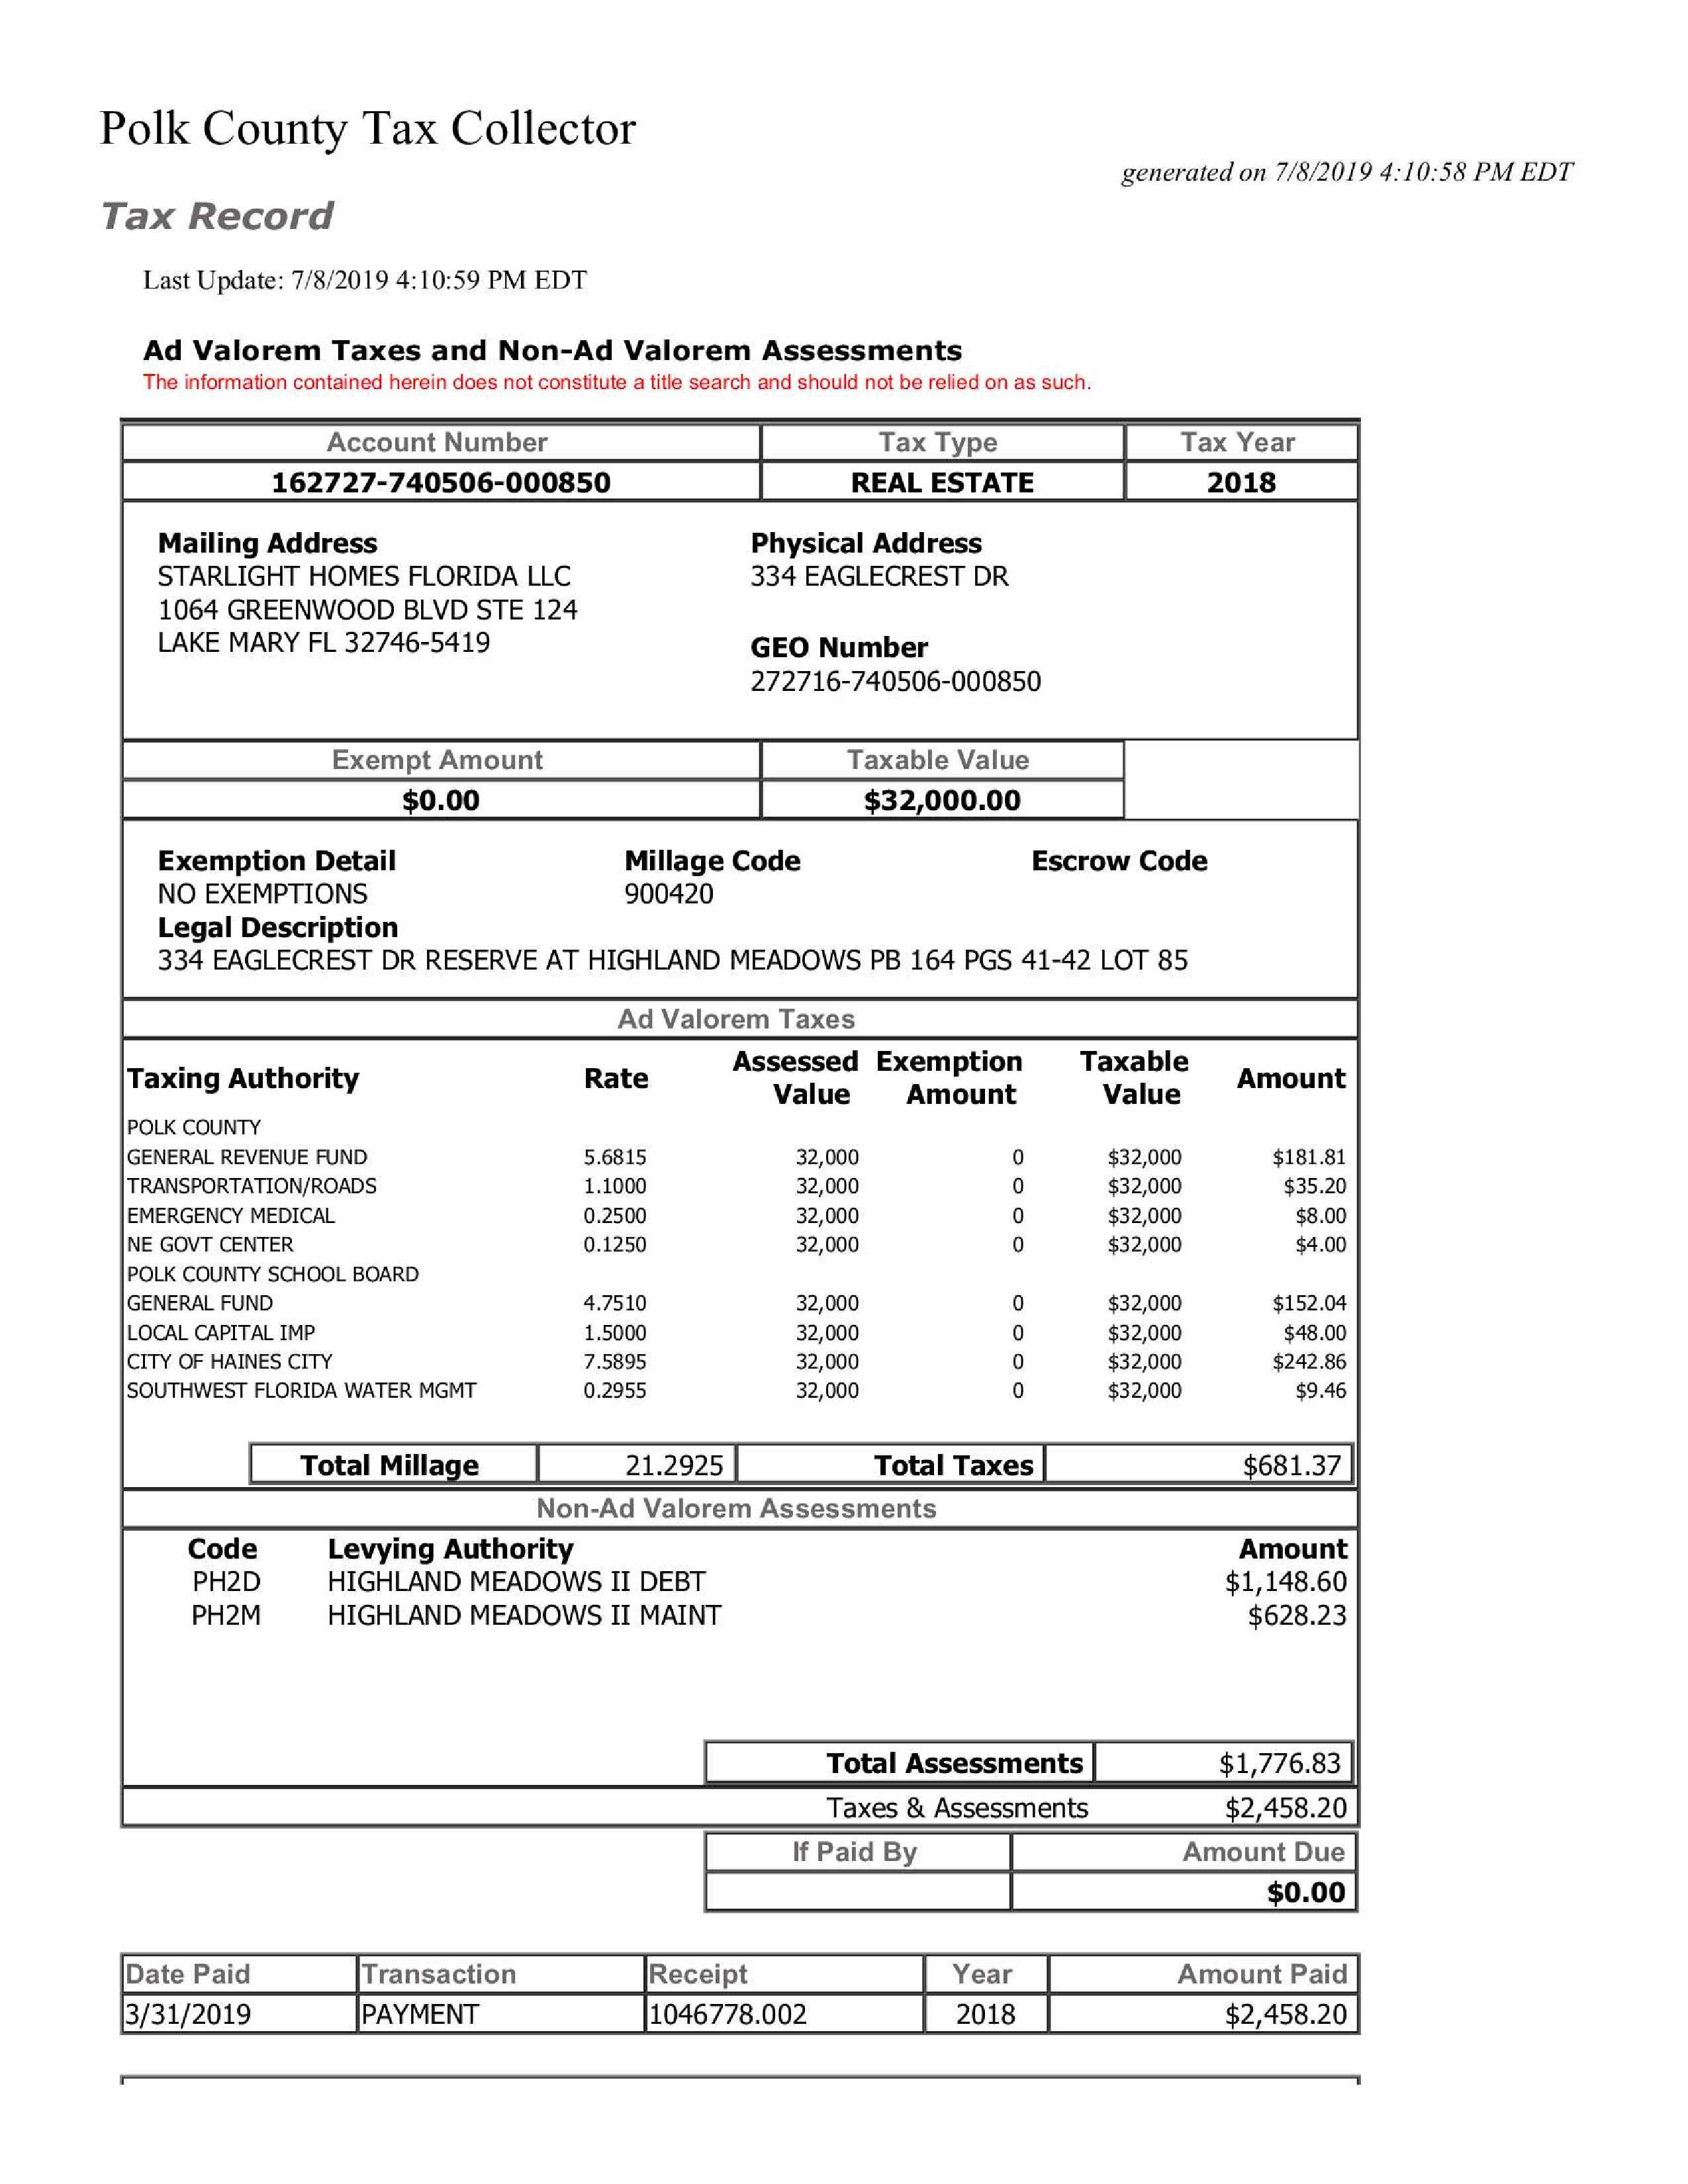 Polk County Tax Collector
generated on 7/8/2019 4:10:58 PM EDT
Tax Record
Last Update: 7/8/2019 4:10:59 PM EDT
Ad Valorem Taxes and Non-Ad Valorem Assessments
The information contained herein does not constitute a title search and should not be relied on as such.
Account Number Tax Type Tax Year
162727-740506-000850 REAL ESTATE 2018
Mailing Address Physical Address
STARLIGHT HOMES FLORIDA LLC 334 EAGLECREST DR
1064 GREENWOOD BLVD STE 124
LAKE MARY FL 32746-5419 GEO Number
272716-740506-000850
Exempt Amount Taxable Value
$0.00 $32,000.00
Exemption Detail Millage Code Escrow Code
NO EXEMPTIONS 900420
Legal Description
334 EAGLECREST DR RESERVE AT HIGHLAND MEADOWS PB 164 PGS 41-42 LOT 85
Ad Valorem Taxes
Taxing Authority Rate Assessed Value Exemption Amount Taxable Value Amount
POLK COUNTY
GENERAL REVENUE FUND 5.6815 32,000 0 $32,000 $181.81
TRANSPORTATION/ROADS 1.1000 32,000 0 $32,000 $35.20
EMERGENCY MEDICAL 0.2500 32,000 0 $32,000 $8.00
NE GOVT CENTER 0.1250 32,000 0 $32,000 $4.00
POLK COUNTY SCHOOL BOARD
GENERAL FUND 4.7510 32,000 0 $32,000 $152.04
LOCAL CAPITAL IMP 1.5000 32,000 0 $32,000 $48.00
CITY OF HAINES CITY 7.5895 32,000 0 $32,000 $242.86
SOUTHWEST FLORIDA WATER MGMT 0.2955 32,000 0 $32,000 $9.46
Total Millage 21.2925 Total Taxes $681.37
Non-Ad Valorem Assessments
Code Levying Authority Amount
PH2D HIGHLAND MEADOWS II DEBT $1,148.60
PH2M HIGHLAND MEADOWS II MAINT $628.23
Total Assessments $1,776.83
Taxes & Assessments $2,458.20
If Paid By Amount Due
$0.00
Date Paid Transaction Receipt Year Amount Paid
3/31/2019 PAYMENT 1046778.002 2018 $2,458.20